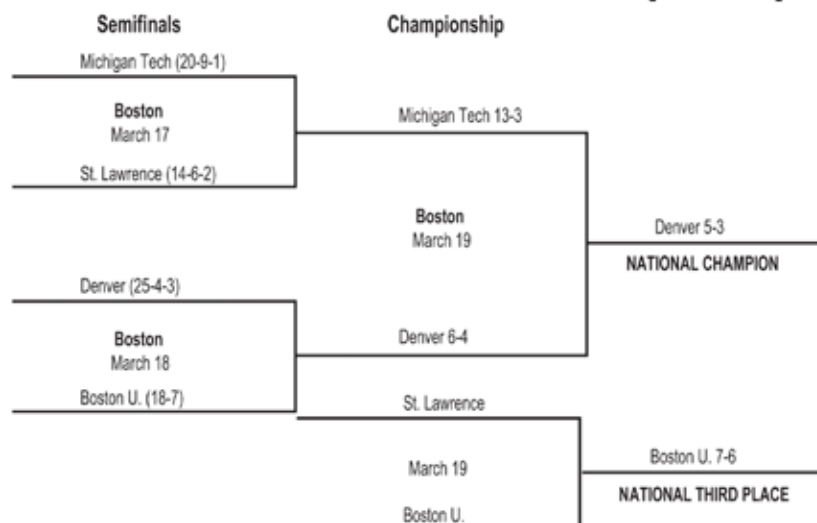 Semifinals
Championship
Michigan Tech (20-9-1)
Boston
March 17
St. Lawrence (14-6-2)
Michigan Tech 13-3
Boston
March 19
Denver 5-3
NATIONAL CHAMPION
Denver (25-4-3)
Boston
March 18
Boston U. (18-7)
Denver 6-4
St. Lawrence
March 19
Boston U.
Boston U. 7-6
NATIONAL THIRD PLACE